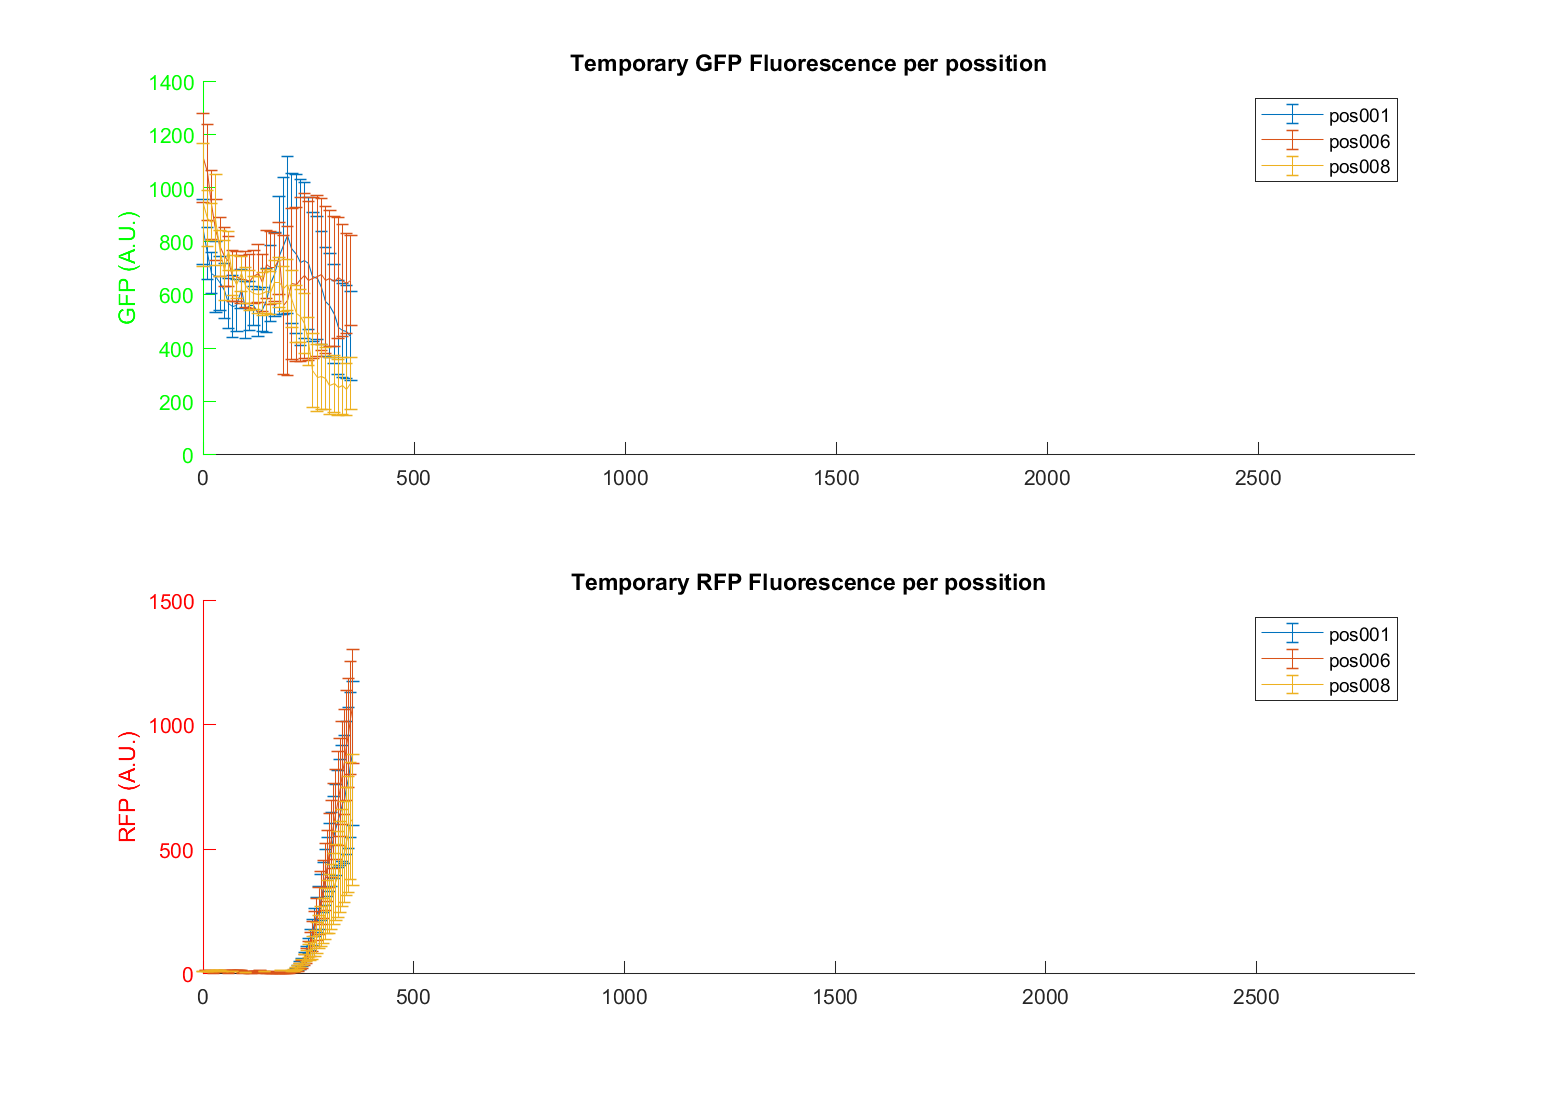 Temporary GFP Fluorescence per possition
1400
1200
1000
800
600
400
200
0
GFP (A.U.)
0 500 1000 1500 2000 2500
pos001
pos006
pos008
Temporary RFP Fluorescence per possition
1500
1000
500
0
RFP (A.U.)
0 500 1000 1500 2000 2500
pos001
pos006
pos008